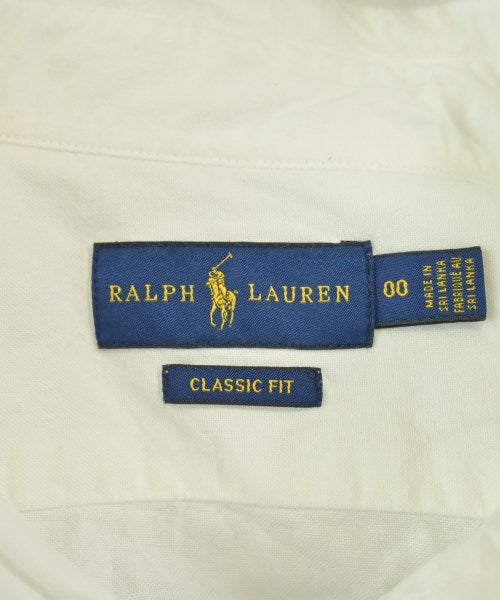 RALPH LAUREN
00
MADE IN
SRI LANKA
FABRIQUÉ AU
SRI LANKA
CLASSIC FIT